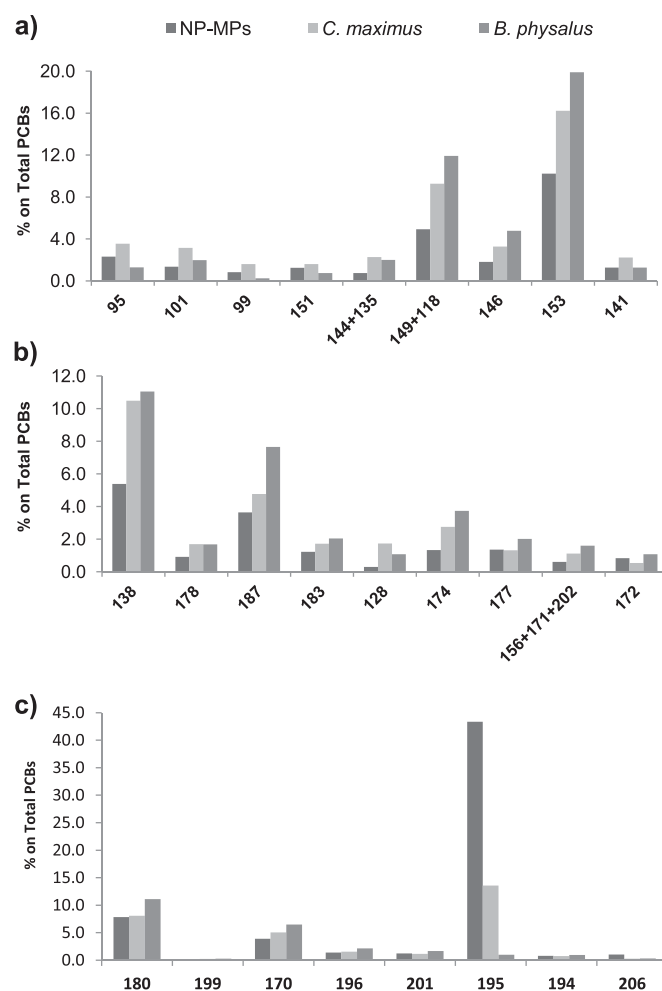 a)
NP-MPs C. maximus B. physalus
% on Total PCBs
20.0
16.0
12.0
8.0
4.0
0.0
95 101 99 151 144+135 149+118 146 153 141
b)
% on Total PCBs
12.0
10.0
8.0
6.0
4.0
2.0
0.0
138 178 187 183 128 174 177 156+171+202 172
c)
% on Total PCBs
45.0
40.0
35.0
30.0
25.0
20.0
15.0
10.0
5.0
0.0
180 199 170 196 201 195 194 206